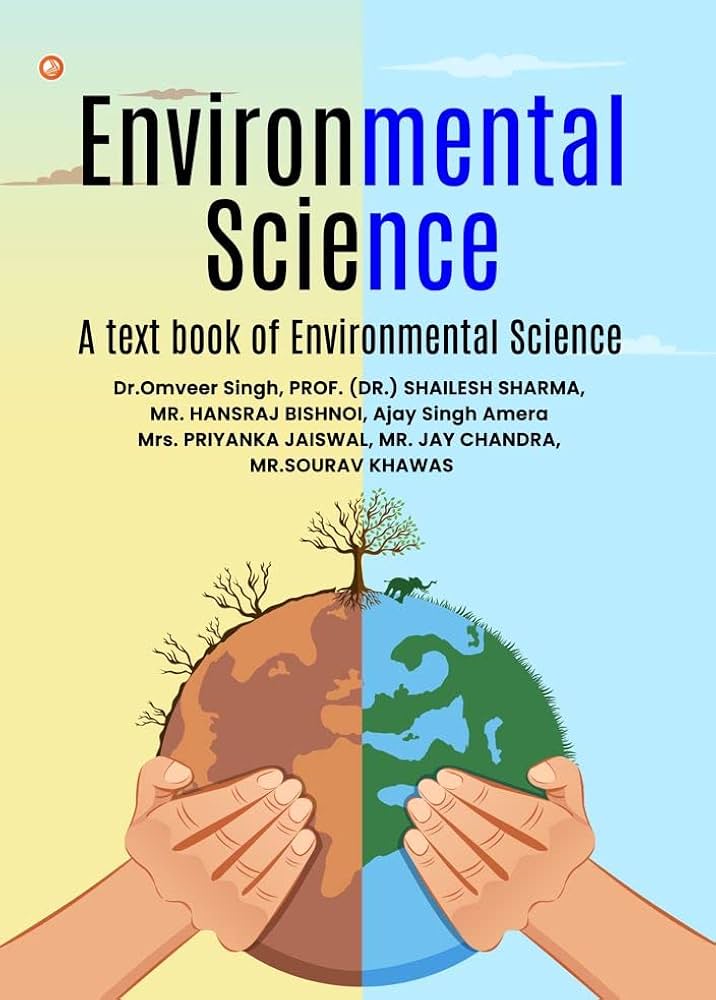 Environmental
Science
A text book of Environmental Science
Dr.Omveer Singh, PROF. (DR.) SHAILESH SHARMA,
MR. HANSRAJ BISHNOI, Ajay Singh Amera
Mrs. PRIYANKA JAISWAL, MR. JAY CHANDRA,
MR.SOURAV KHAWAS